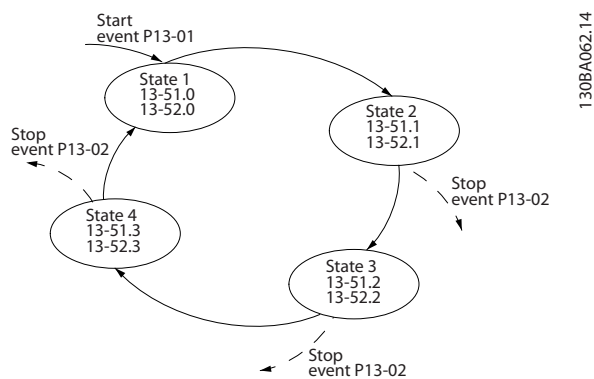 Start
event P13-01
State 1
13-51.0
13-52.0
State 2
13-51.1
13-52.1
Stop
event P13-02
State 3
13-51.2
13-52.2
Stop
event P13-02
State 4
13-51.3
13-52.3
Stop
event P13-02
130BA062.14